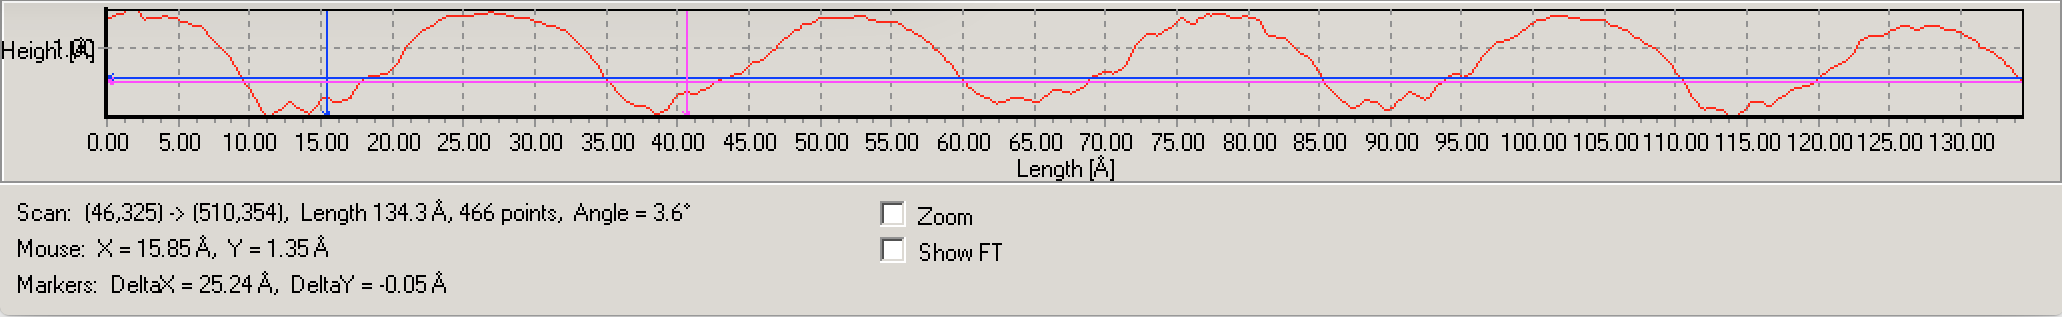 Height [Å]
1.00
0.00 5.00 10.00 15.00 20.00 25.00 30.00 35.00 40.00 45.00 50.00 55.00 60.00 65.00 70.00 75.00 80.00 85.00 90.00 95.00 100.00 105.00 110.00 115.00 120.00 125.00 130.00
Length [Å]
Scan: (46,325) -> (510,354), Length 134.3 Å, 466 points, Angle = 3.6°
Zoom
Mouse: X = 15.85 Å, Y = 1.35 Å
Show FT
Markers: DeltaX = 25.24 Å, DeltaY = -0.05 Å